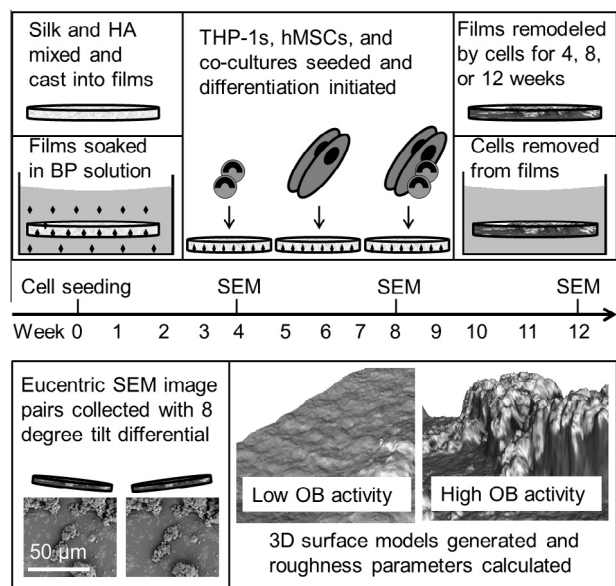 Silk and HA
mixed and
cast into films
Films soaked
in BP solution
THP-1s, hMSCs, and
co-cultures seeded and
differentiation initiated
Films remodeled
by cells for 4, 8,
or 12 weeks
Cells removed
from films
Cell seeding SEM SEM SEM
Week 0 1 2 3 4 5 6 7 8 9 10 11 12
Eucentric SEM image
pairs collected with 8
degree tilt differential
50 µm
Low OB activity
High OB activity
3D surface models generated and
roughness parameters calculated